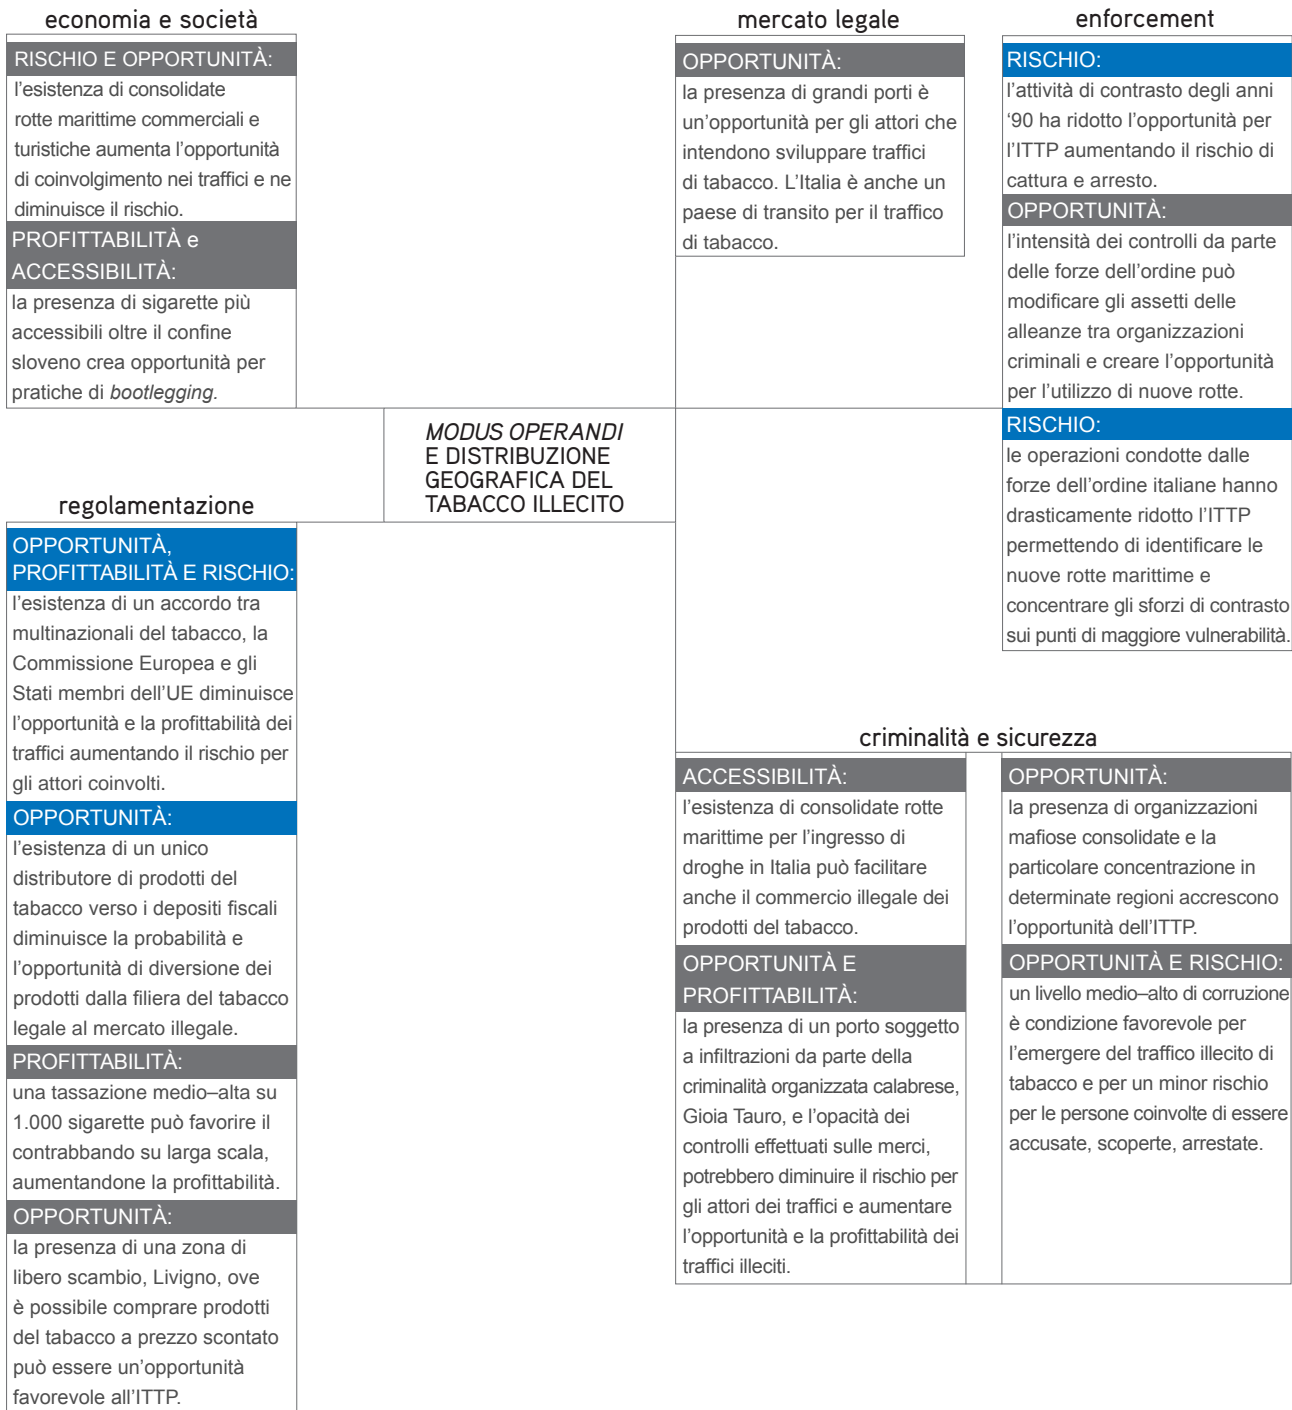 economia e società
RISCHIO E OPPORTUNITÀ:
l’esistenza di consolidate
rotte marittime commerciali e
turistiche aumenta l’opportunità
di coinvolgimento nei traffici e ne
diminuisce il rischio.
PROFITTABILITÀ e
ACCESSIBILITÀ:
la presenza di sigarette più
accessibili oltre il confine
sloveno crea opportunità per
pratiche di bootlegging.
mercato legale
OPPORTUNITÀ:
la presenza di grandi porti è
un’opportunità per gli attori che
intendono sviluppare traffici
di tabacco. L’Italia è anche un
paese di transito per il traffico
di tabacco.
enforcement
RISCHIO:
l’attività di contrasto degli anni
‘90 ha ridotto l’opportunità per
l’ITTP aumentando il rischio di
cattura e arresto.
OPPORTUNITÀ:
l’intensità dei controlli da parte
delle forze dell’ordine può
modificare gli assetti delle
alleanze tra organizzazioni
criminali e creare l’opportunità
per l’utilizzo di nuove rotte.
RISCHIO:
le operazioni condotte dalle
forze dell’ordine italiane hanno
drasticamente ridotto l’ITTP
permettendo di identificare le
nuove rotte marittime e
concentrare gli sforzi di contrasto
sui punti di maggiore vulnerabilità.
MODUS OPERANDI
E DISTRIBUZIONE
GEOGRAFICA DEL
TABACCO ILLECITO
regolamentazione
OPPORTUNITÀ,
PROFITTABILITÀ E RISCHIO:
l’esistenza di un accordo tra
multinazionali del tabacco, la
Commissione Europea e gli
Stati membri dell’UE diminuisce
l’opportunità e la profittabilità dei
traffici aumentando il rischio per
gli attori coinvolti.
OPPORTUNITÀ:
l’esistenza di un unico
distributore di prodotti del
tabacco verso i depositi fiscali
diminuisce la probabilità e
l’opportunità di diversione dei
prodotti dalla filiera del tabacco
legale al mercato illegale.
PROFITTABILITÀ:
una tassazione medio–alta su
1.000 sigarette può favorire il
contrabbando su larga scala,
aumentandone la profittabilità.
OPPORTUNITÀ:
la presenza di una zona di
libero scambio, Livigno, ove
è possibile comprare prodotti
del tabacco a prezzo scontato
può essere un’opportunità
favorevole all’ITTP.
criminalità e sicurezza
ACCESSIBILITÀ:
l’esistenza di consolidate rotte
marittime per l’ingresso di
droghe in Italia può facilitare
anche il commercio illegale dei
prodotti del tabacco.
OPPORTUNITÀ E
PROFITTABILITÀ:
la presenza di un porto soggetto
a infiltrazioni da parte della
criminalità organizzata calabrese,
Gioia Tauro, e l’opacità dei
controlli effettuati sulle merci,
potrebbero diminuire il rischio per
gli attori dei traffici e aumentare
l’opportunità e la profittabilità dei
traffici illeciti.
OPPORTUNITÀ:
la presenza di organizzazioni
mafiose consolidate e la
particolare concentrazione in
determinate regioni accrescono
l’opportunità dell’ITTP.
OPPORTUNITÀ E RISCHIO:
un livello medio–alto di corruzione
è condizione favorevole per
l’emergere del traffico illecito di
tabacco e per un minor rischio
per le persone coinvolte di essere
accusate, scoperte, arrestate.